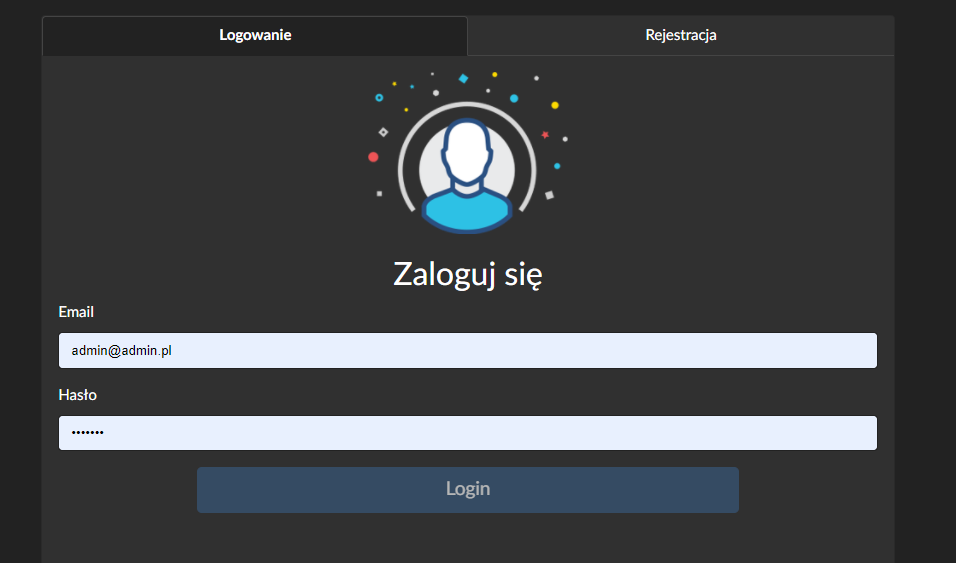 Logowanie
Rejestracja
Zaloguj się
Email
admin@admin.pl
Hasło
•••••••
Login